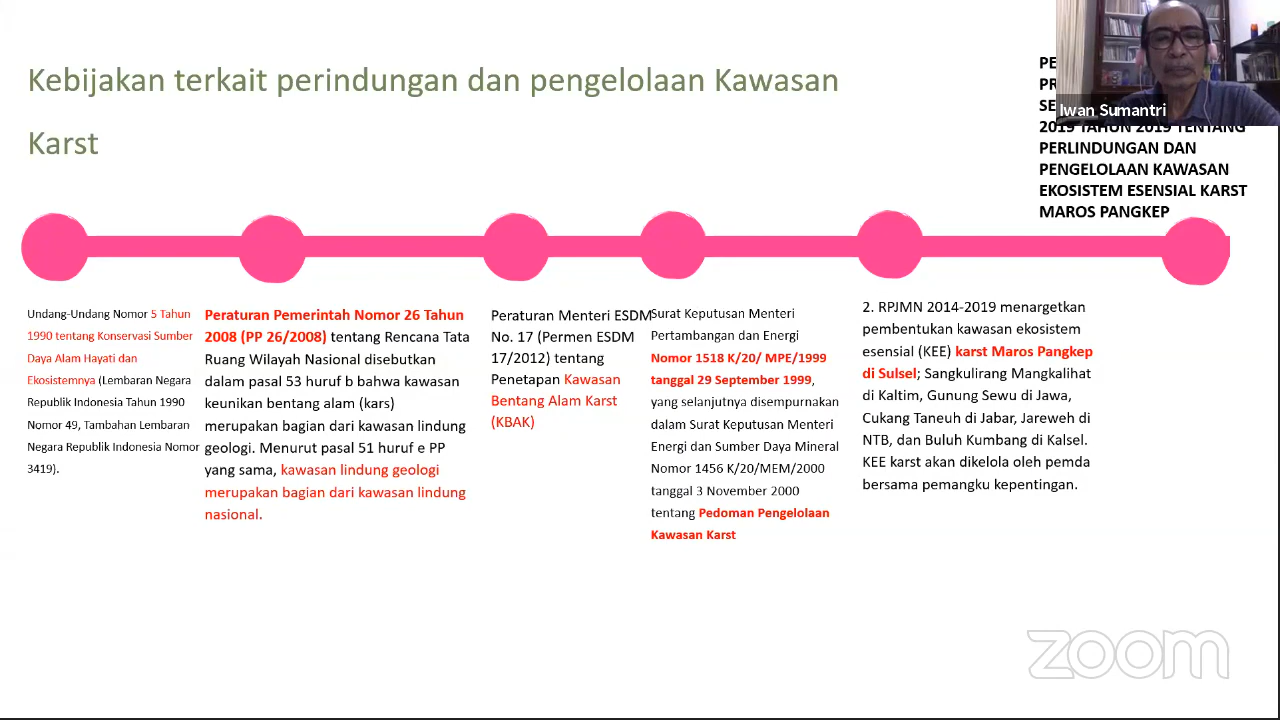 Kebijakan terkait perindungan dan pengelolaan Kawasan
Karst
Iwan Sumantri
2019 TAHUN 2019 TENTANG
PERLINDUNGAN DAN
PENGELOLAAN KAWASAN
EKOSISTEM ESENSIAL KARST
MAROS PANGKEP
Undang-Undang Nomor 5 Tahun
1990 tentang Konservasi Sumber
Daya Alam Hayati dan
Ekosistemnya (Lembaran Negara
Republik Indonesia Tahun 1990
Nomor 49, Tambahan Lembaran
Negara Republik Indonesia Nomor
3419).
Peraturan Pemerintah Nomor 26 Tahun
2008 (PP 26/2008) tentang Rencana Tata
Ruang Wilayah Nasional disebutkan
dalam pasal 53 huruf b bahwa kawasan
keunikan bentang alam (kars)
merupakan bagian dari kawasan lindung
geologi. Menurut pasal 51 huruf e PP
yang sama, kawasan lindung geologi
merupakan bagian dari kawasan lindung
nasional.
Peraturan Menteri ESDM
No. 17 (Permen ESDM
17/2012) tentang
Penetapan Kawasan
Bentang Alam Karst
(KBAK)
Surat Keputusan Menteri
Pertambangan dan Energi
Nomor 1518 K/20/ MPE/1999
tanggal 29 September 1999,
yang selanjutnya disempurnakan
dalam Surat Keputusan Menteri
Energi dan Sumber Daya Mineral
Nomor 1456 K/20/MEM/2000
tanggal 3 November 2000
tentang Pedoman Pengelolaan
Kawasan Karst
2. RPJMN 2014-2019 menargetkan
pembentukan kawasan ekosistem
esensial (KEE) karst Maros Pangkep
di Sulsel; Sangkulirang Mangkalihat
di Kaltim, Gunung Sewu di Jawa,
Cukang Taneuh di Jabar, Jareweh di
NTB, dan Buluh Kumbang di Kalsel.
KEE karst akan dikelola oleh pemda
bersama pemangku kepentingan.
zoom